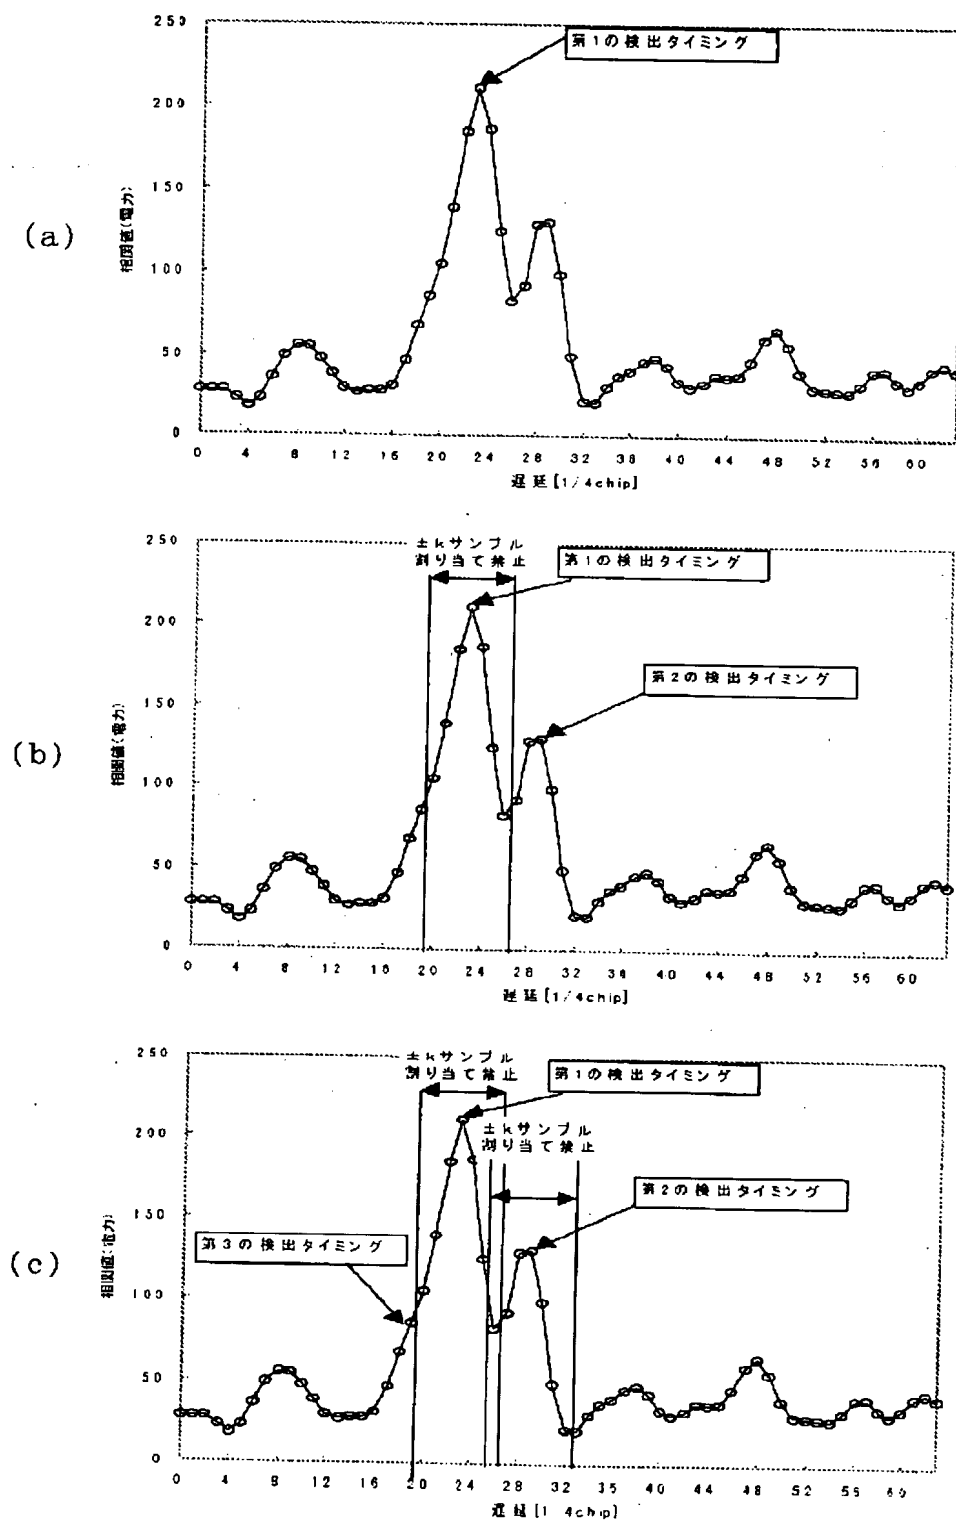 (a)
250
200
150
100
50
0
相関値(電力)
第1の検出タイミング
0 4 8 12 16 20 24 28 32 36 40 44 48 52 56 60
遅延[1/4chip]
(b)
250
200
150
100
50
0
相関値(電力)
±kサンプル
割り当て禁止
第1の検出タイミング
第2の検出タイミング
0 4 8 12 16 20 24 28 32 36 40 44 48 52 56 60
遅延[1/4chip]
(c)
250
200
150
100
50
0
相関値(電力)
±kサンプル
割り当て禁止
第1の検出タイミング
±kサンプル
割り当て禁止
第2の検出タイミング
第3の検出タイミング
0 4 8 12 16 20 24 28 32 36 40 44 48 52 56 60
遅延[1 4chip]